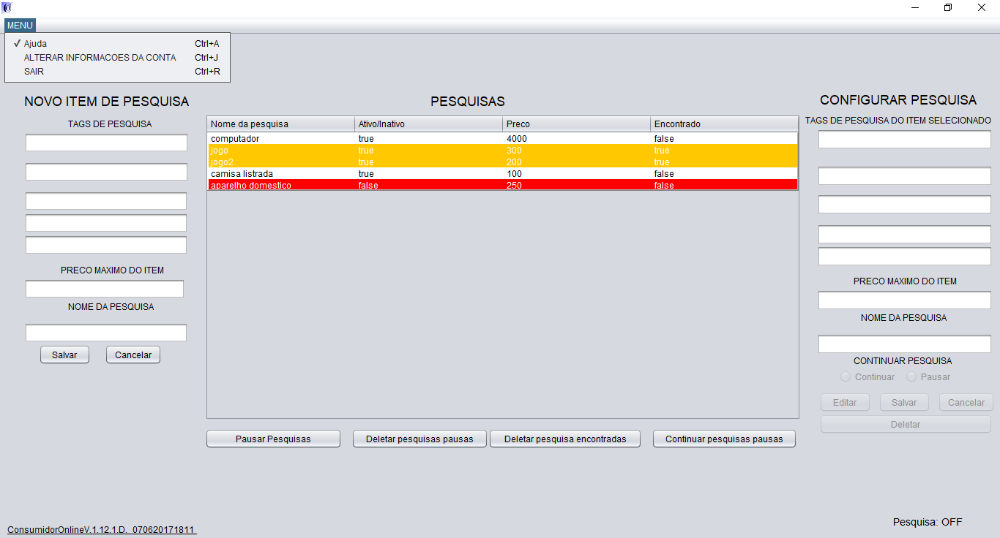 MENU
Ajuda Ctrl+A
ALTERAR INFORMACOES DA CONTA Ctrl+J
SAIR Ctrl+R
NOVO ITEM DE PESQUISA
TAGS DE PESQUISA
PRECO MAXIMO DO ITEM
NOME DA PESQUISA
Salvar Cancelar
PESQUISAS
Nome da pesquisa Ativo/Inativo Preco Encontrado
computador true 4000 false
jogo true 300 true
jogo2 true 200 true
camisa listrada true 100 false
aparelho domestico false 250 false
Pausar Pesquisas Deletar pesquisas pausas Deletar pesquisa encontradas Continuar pesquisas pausas
CONFIGURAR PESQUISA
TAGS DE PESQUISA DO ITEM SELECIONADO
PRECO MAXIMO DO ITEM
NOME DA PESQUISA
CONTINUAR PESQUISA
Continuar Pausar
Editar Salvar Cancelar
Deletar
Pesquisa: OFF
ConsumidorOnlineV.1.12.1.D._070620171811_